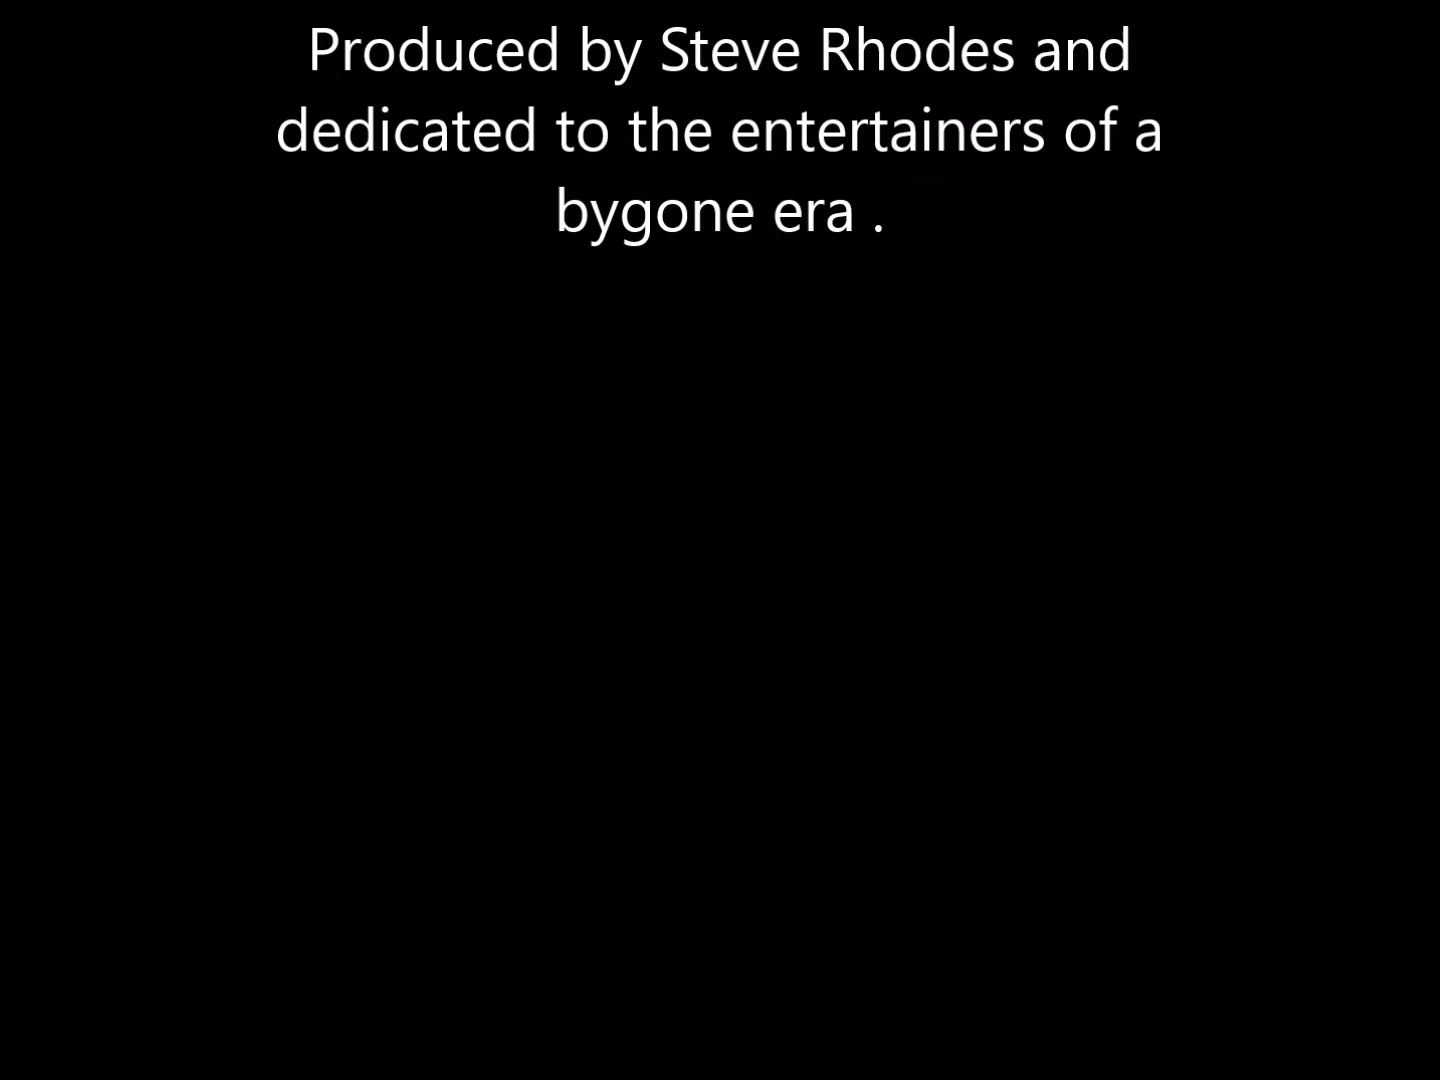 Produced by Steve Rhodes and
dedicated to the entertainers of a
bygone era .